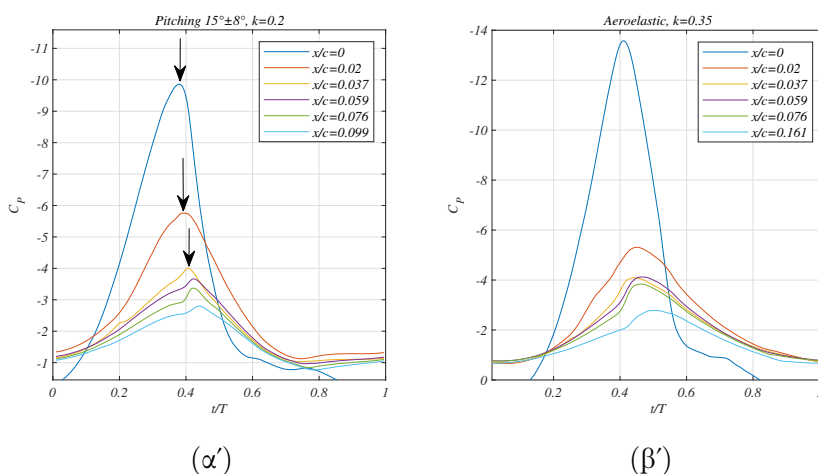 Pitching 15°±8°, k=0.2
-11
-10
-9
-8
-7
-6
-5
-4
-3
-2
-1
C_P
0
0.2
0.4
0.6
0.8
1
t/T
x/c=0
x/c=0.02
x/c=0.037
x/c=0.059
x/c=0.076
x/c=0.099
(α′)
Aeroelastic, k=0.35
-14
-12
-10
-8
-6
-4
-2
0
C_P
0.2
0.4
0.6
0.8
1
t/T
x/c=0
x/c=0.02
x/c=0.037
x/c=0.059
x/c=0.076
x/c=0.161
(β′)